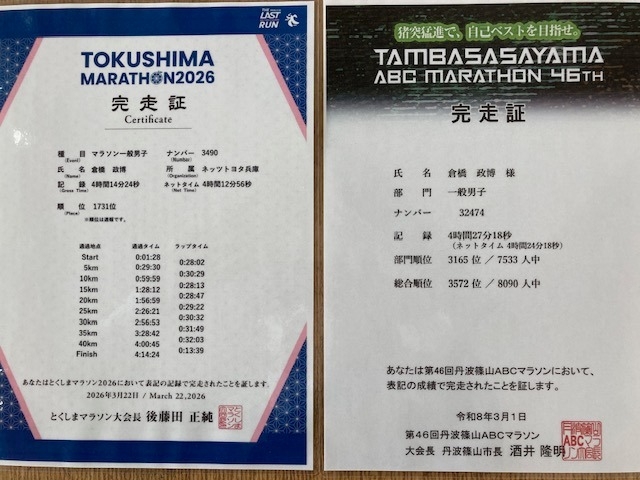 THE LAST RUN
TOKUSHIMA
MARATHON2026
完走証
Certificate
種目 マラソン一般男子 ナンバー 3490
(Event) (Number)
氏名 倉橋 政博 所属 ネッツトヨタ兵庫
(Name) (Organization)
記録 4時間14分24秒 ネットタイム 4時間12分56秒
(Gross Time) (Net Time)
順位 1731位
(Place)
※順位は速報です。
通過地点 通過タイム ラップタイム
Start 0:01:28
0:28:02
5km 0:29:30
0:30:29
10km 0:59:59
0:28:13
15km 1:28:12
0:28:47
20km 1:56:59
0:29:22
25km 2:26:21
0:30:32
30km 2:56:53
0:31:49
35km 3:28:42
0:32:03
40km 4:00:45
0:13:39
Finish 4:14:24
あなたはとくしまマラソン2026において表記の記録で完走されたことを証します。
2026年3月22日 / March 22,2026
とくしまマラソン大会長 後藤田 正純
猪突猛進で、自己ベストを目指せ。
TAMBASASAYAMA
ABC MARATHON 46TH
完走証
氏名 倉橋 政博 様
部門 一般男子
ナンバー 32474
記録 4時間27分18秒
(ネットタイム 4時間24分18秒)
部門順位 3165 位 / 7533 人中
総合順位 3572 位 / 8090 人中
あなたは第46回丹波篠山ABCマラソンにおいて、
表記の成績で完走されたことを証します。
令和8年3月1日
第46回丹波篠山ABCマラソン
大会長 丹波篠山市長 酒井 隆明